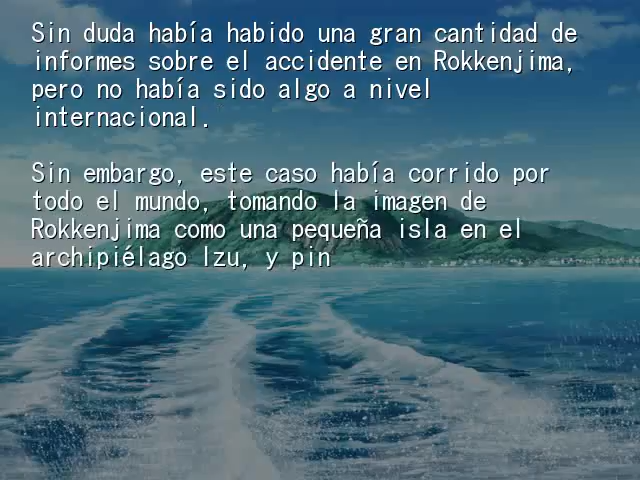 Sin duda había habido una gran cantidad de
informes sobre el accidente en Rokkenjima,
pero no había sido algo a nivel
internacional.
Sin embargo, este caso había corrido por
todo el mundo, tomando la imagen de
Rokkenjima como una pequeña isla en el
archipiélago Izu, y pin